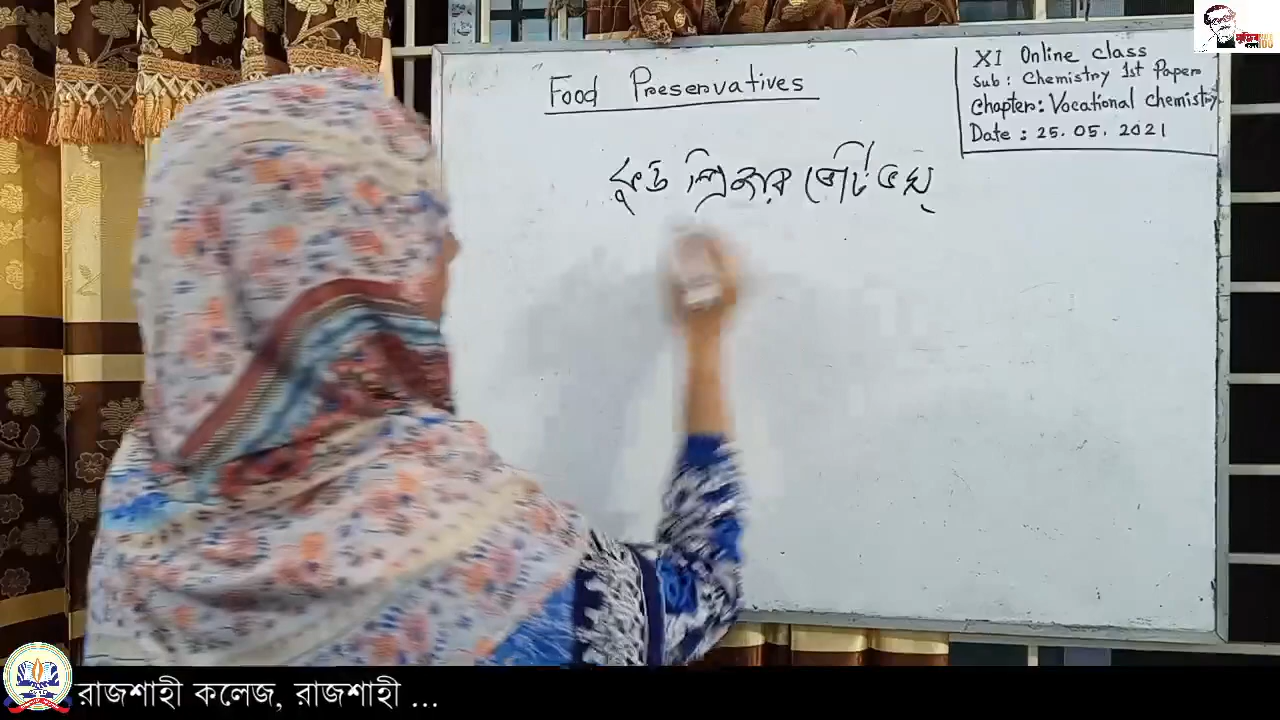 Food Preservatives
XI Online class
Sub : Chemistry 1st Paper
Chapter: Vocational chemistry
Date : 25. 05. 2021
ফুড
রাজশাহী কলেজ, রাজশাহী ...